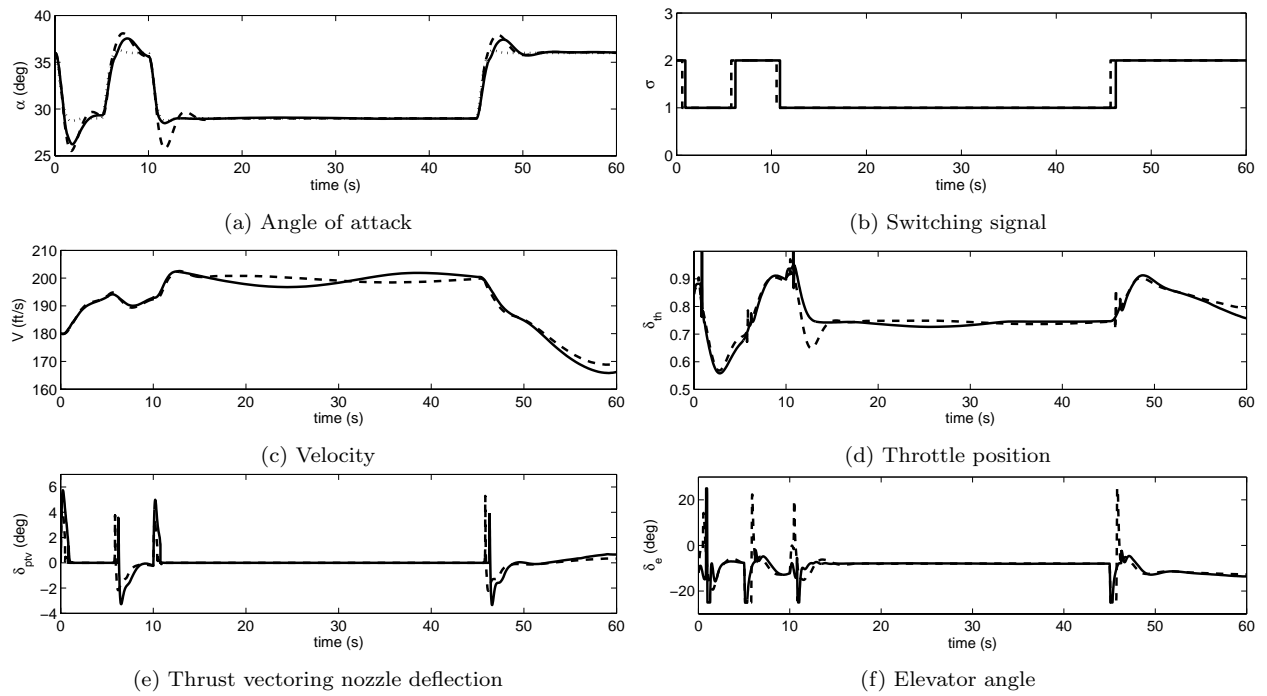 40
35
30
25
α (deg)
0 10 20 30 40 50 60
time (s)
(a) Angle of attack
3
2
1
0
σ
0 10 20 30 40 50 60
time (s)
(b) Switching signal
210
200
190
180
170
160
V (ft/s)
0 10 20 30 40 50 60
time (s)
(c) Velocity
0.9
0.8
0.7
0.6
0.5
δth
0 10 20 30 40 50 60
time (s)
(d) Throttle position
6
4
2
0
−2
−4
δptv (deg)
0 10 20 30 40 50 60
time (s)
(e) Thrust vectoring nozzle deflection
20
0
−20
δe (deg)
0 10 20 30 40 50 60
time (s)
(f) Elevator angle